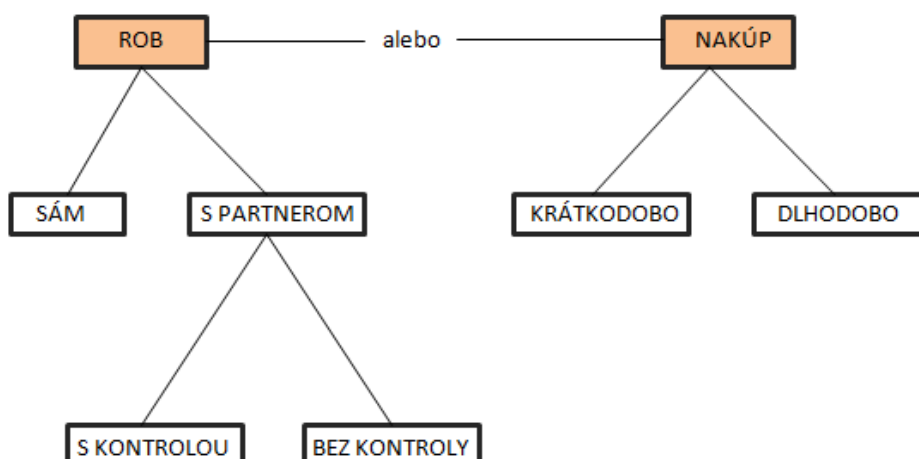 ROB alebo NAKÚP
SÁM S PARTNEROM KRÁTKODOBO DLHODOBO
S KONTROLOU BEZ KONTROLY